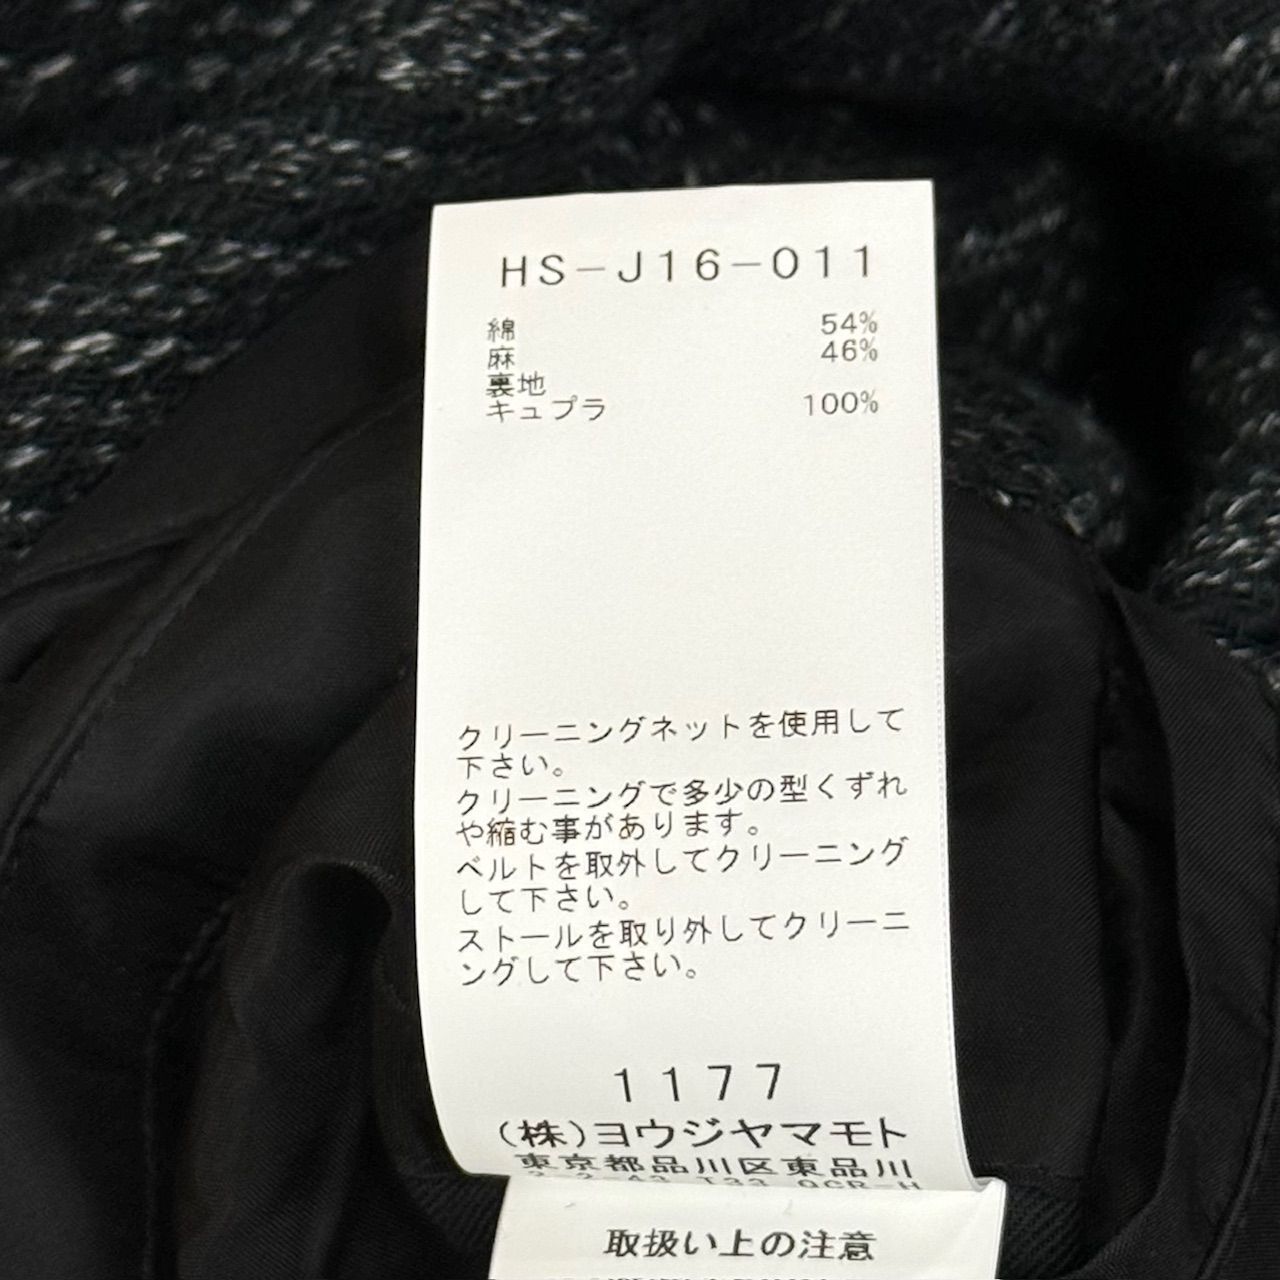 HS-J16-011
綿 54%
麻 46%
裏地
キュプラ 100%
クリーニングネットを使用して
下さい。
クリーニングで多少の型くずれ
や縮む事があります。
ベルトを取外してクリーニング
して下さい。
ストールを取り外してクリーニ
ングして下さい。
1177
(株)ヨウジヤマモト
東京都品川区東品川
2-2-43 T33 QCR-H
取扱い上の注意